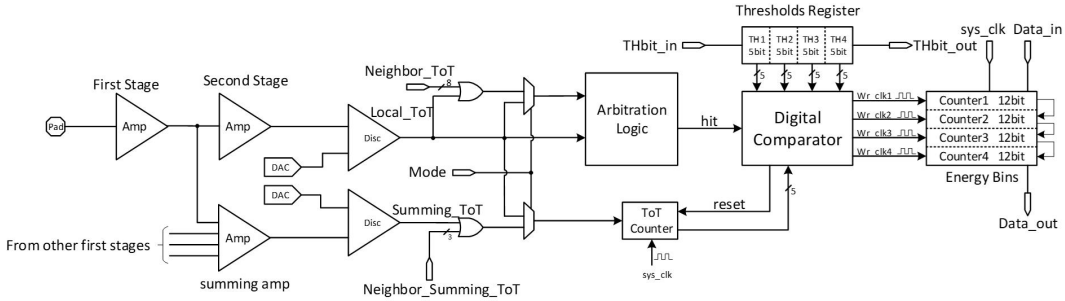 Thresholds Register
THbit_in
TH1 TH2 TH3 TH4
5bit 5bit 5bit 5bit
THbit_out
sys_clk
Data_in
5 5 5 5
First Stage
Second Stage
Neighbor_ToT
8
Local_ToT
Pad
Amp
Amp
Disc
DAC
Arbitration
Logic
hit
Digital
Comparator
Wr_clk1
Wr_clk2
Wr_clk3
Wr_clk4
Counter1 12bit
Counter2 12bit
Counter3 12bit
Counter4 12bit
Energy Bins
Mode
DAC
Disc
Summing_ToT
3
Neighbor_Summing_ToT
ToT
Counter
reset
5
sys_clk
Data_out
From other first stages
Amp
summing amp